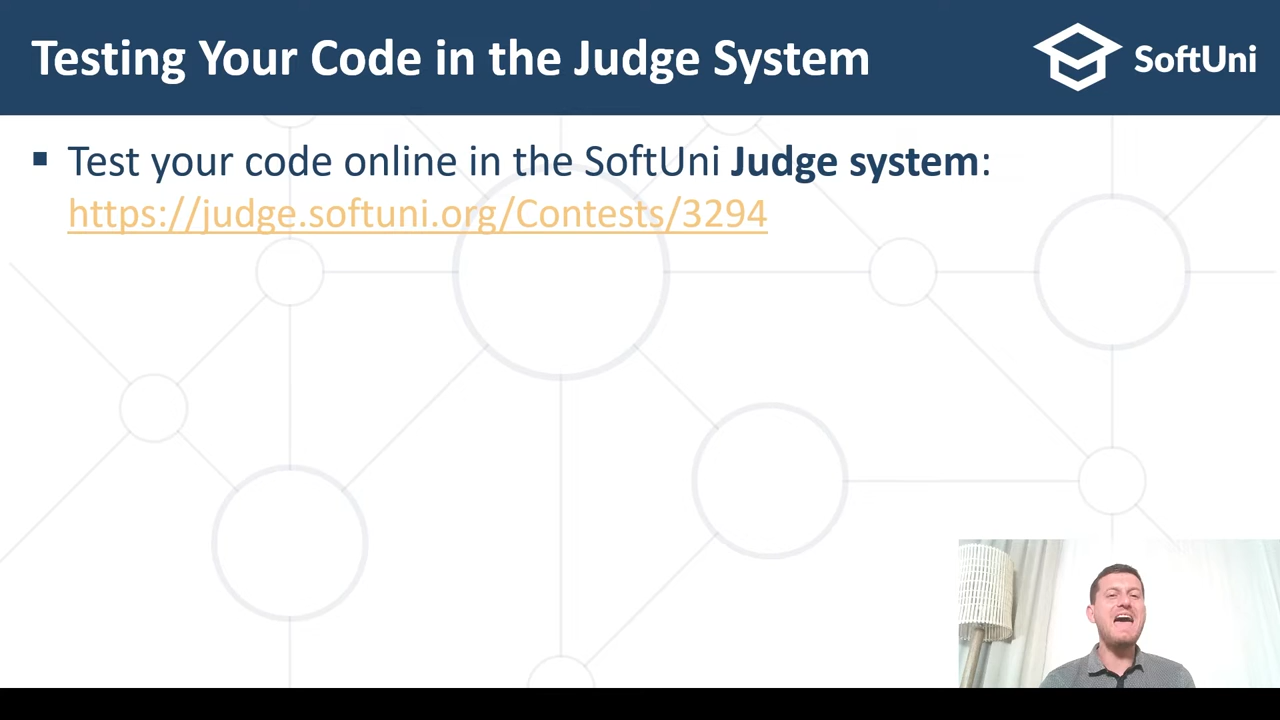 Testing Your Code in the Judge System
SoftUni
▪ Test your code online in the SoftUni Judge system:
https://judge.softuni.org/Contests/3294